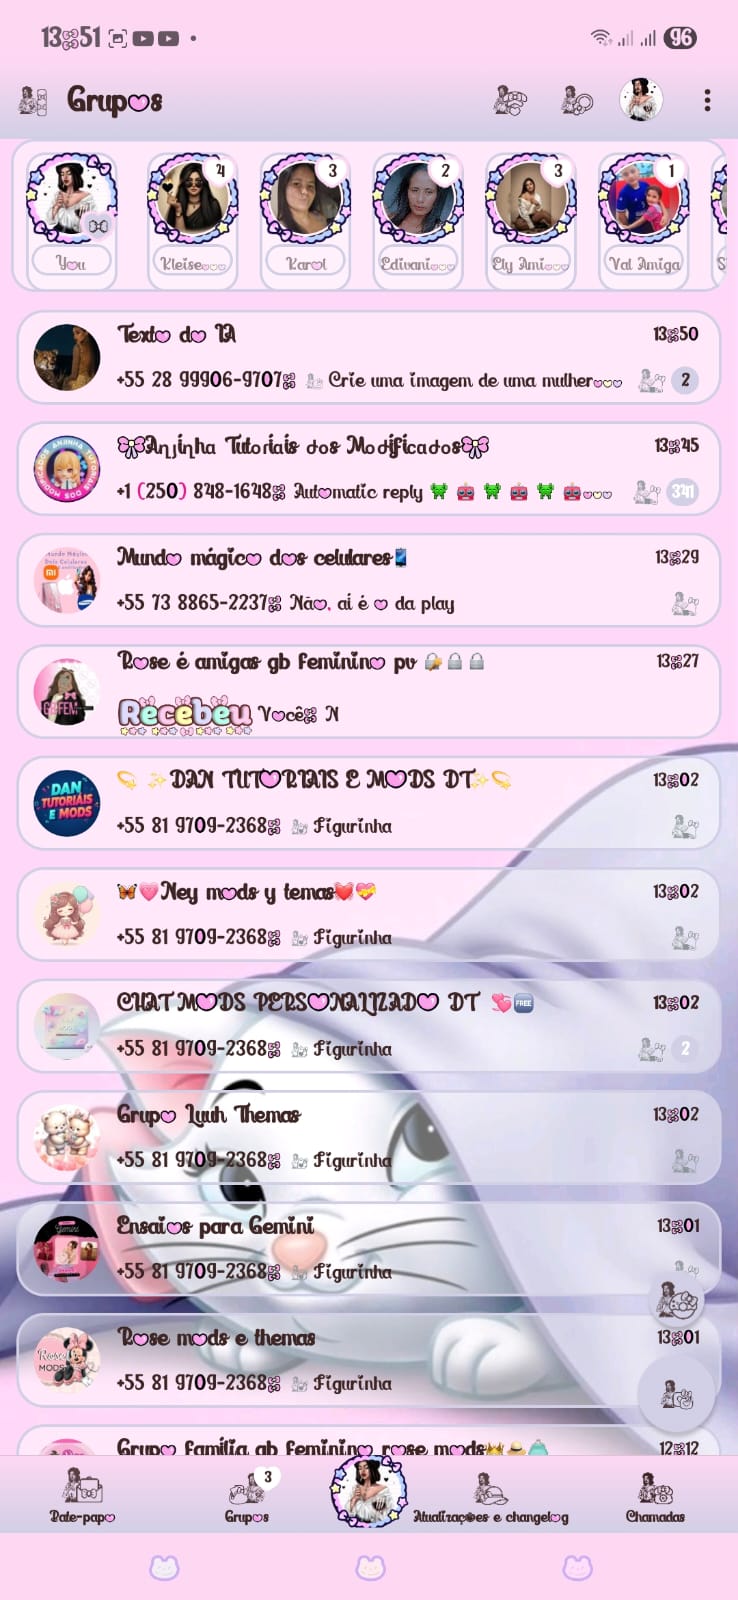 13:51
96
Grupos
4 3 2 3 1
You Kleise... Karol Edivani... Ely Ami... Val Amiga
Texto do IA 13:50
+55 28 99906-9707: Crie uma imagem de uma mulher... 2
Anjinha Tutoriais dos Modificados 13:45
+1 (250) 848-1648: Automatic reply ... 341
Mundo mágico dos celulares 13:29
+55 73 8865-2237: Não, ai é o da play
Rose é amigas gb feminino pv 13:27
Recebeu Você: N
DAN TUTORIAIS E MODS
DAN TUTORIAIS E MODS DT 13:02
+55 81 9709-2368: Figurinha
Ney mods y temas 13:02
+55 81 9709-2368: Figurinha
CHAT MODS PERSONALIZADO DT FREE 13:02
+55 81 9709-2368: Figurinha 2
Grupo Luuh Themas 13:02
+55 81 9709-2368: Figurinha
Ensaios para Gemini 13:01
+55 81 9709-2368: Figurinha
Rose mods e themas 13:01
+55 81 9709-2368: Figurinha
Grupo família gb feminino rose mods 12:12
3
Bate-papo Grupos Atualizações e changelog Chamadas